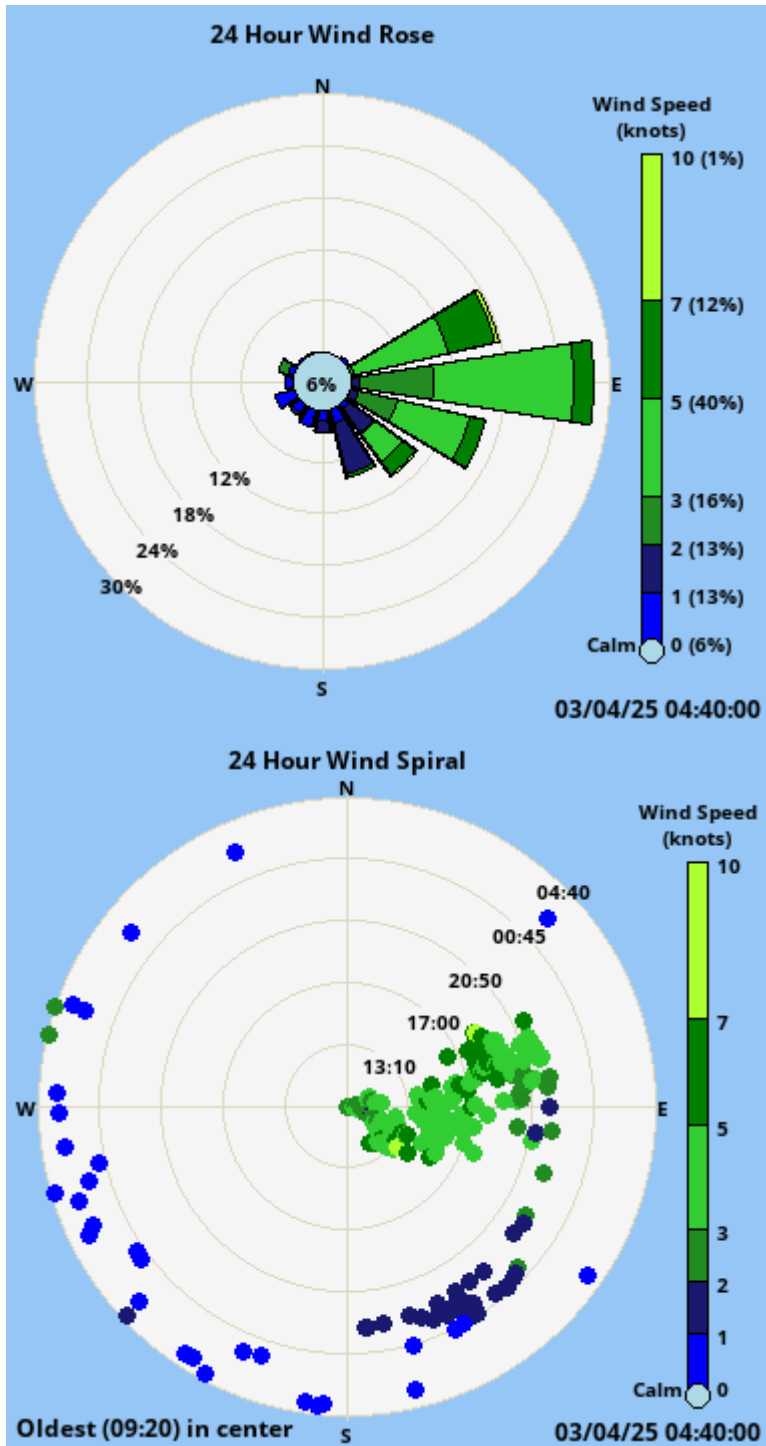 24 Hour Wind Rose
N
Wind Speed
(knots)
10 (1%)
7 (12%)
W
6%
E
5 (40%)
12%
3 (16%)
18%
2 (13%)
24%
1 (13%)
30%
Calm 0 (6%)
S
03/04/25 04:40:00
24 Hour Wind Spiral
N
Wind Speed
(knots)
10
04:40
00:45
20:50
17:00
7
13:10
W
E
5
3
2
1
Calm 0
Oldest (09:20) in center
S
03/04/25 04:40:00